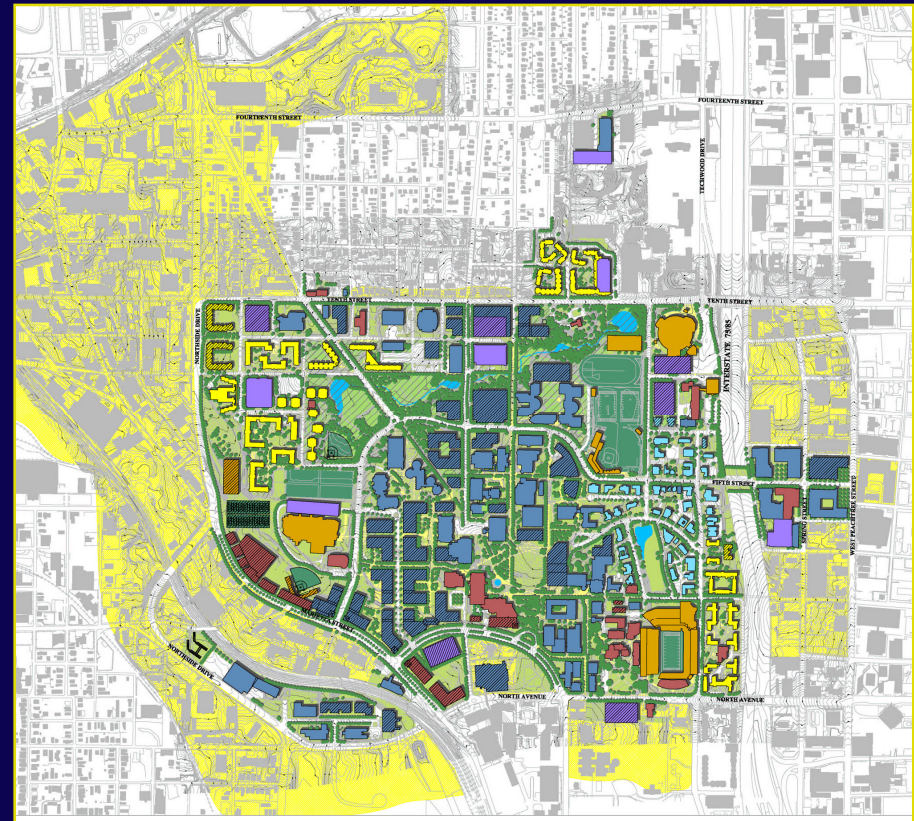 FOURTEENTH STREET
FOURTEENTH STREET
TECHWOOD DRIVE
TENTH STREET
TENTH STREET
NORTHSIDE DRIVE
INTERSTATE 75/85
FIFTH STREET
SPRING STREET
WEST PEACHTREE STREET
STREET
NORTHSIDE DRIVE
NORTH AVENUE
NORTH AVENUE